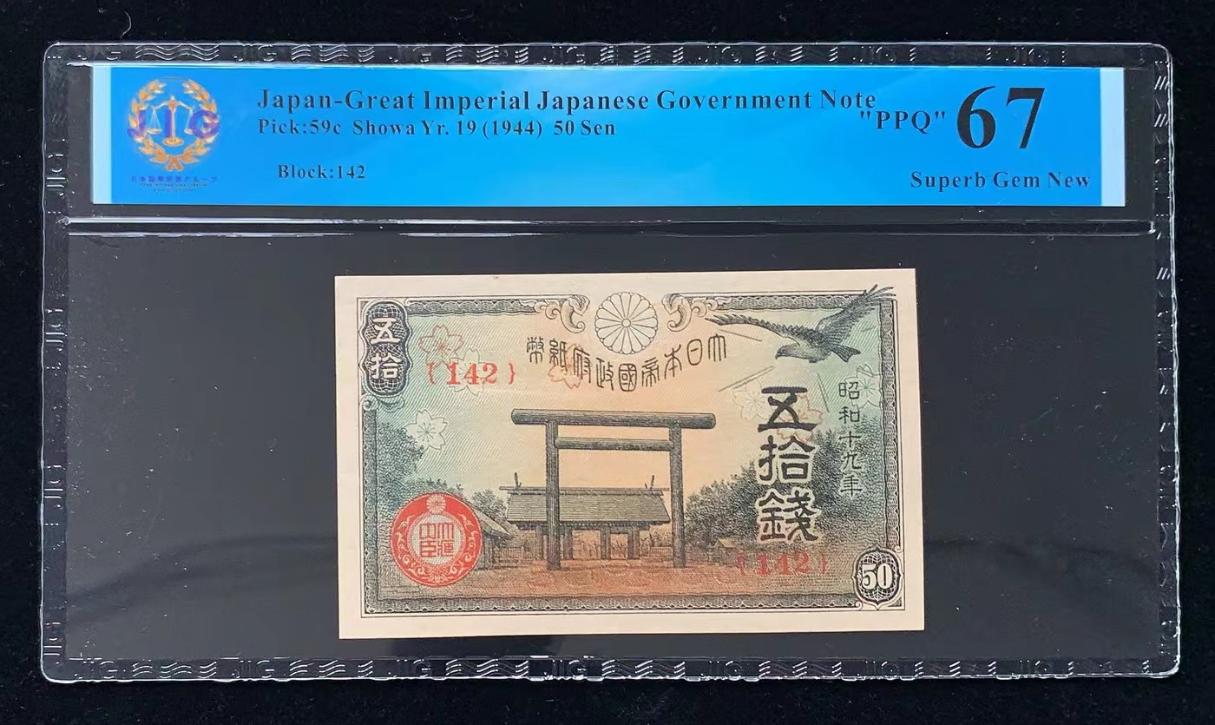 Japan-Great Imperial Japanese Government Note
Pick:59c Showa Yr. 19 (1944) 50 Sen
"PPQ" 67
Block:142
Superb Gem New
JIG
五拾
{142}
大日本帝國政府紙幣
昭和十九年
五拾錢
{142}
50